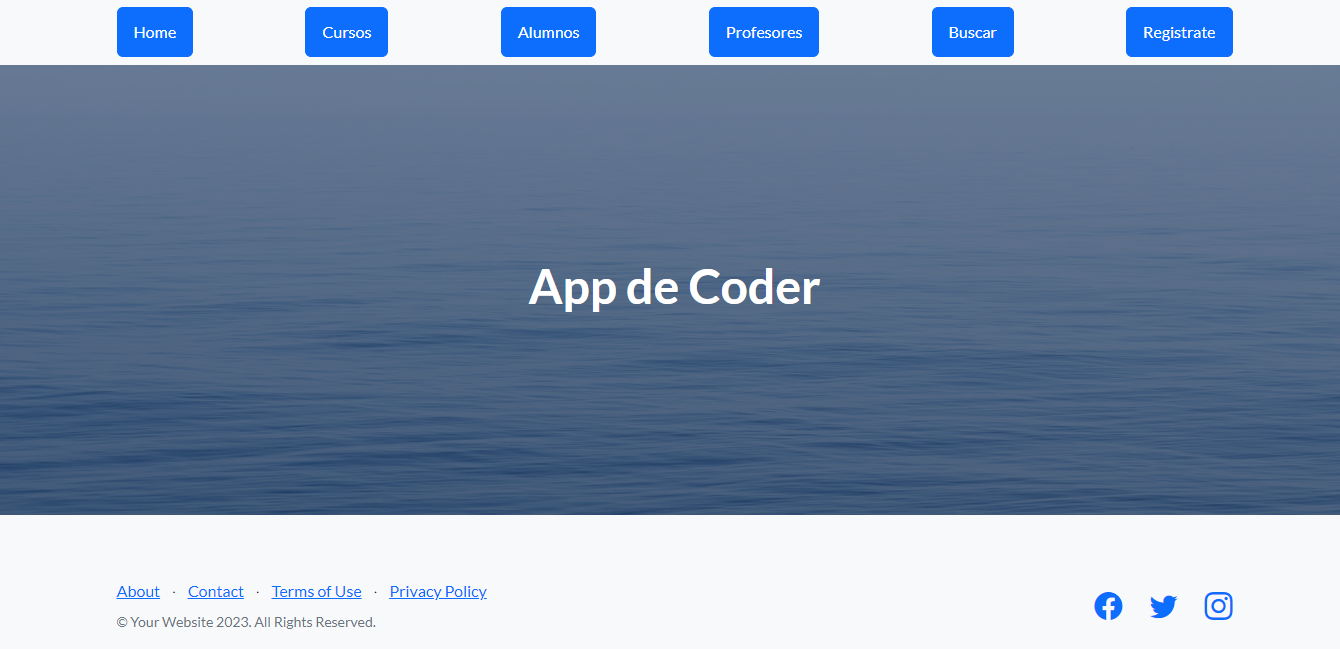 Home Cursos Alumnos Profesores Buscar Registrate
App de Coder
About · Contact · Terms of Use · Privacy Policy
© Your Website 2023. All Rights Reserved.